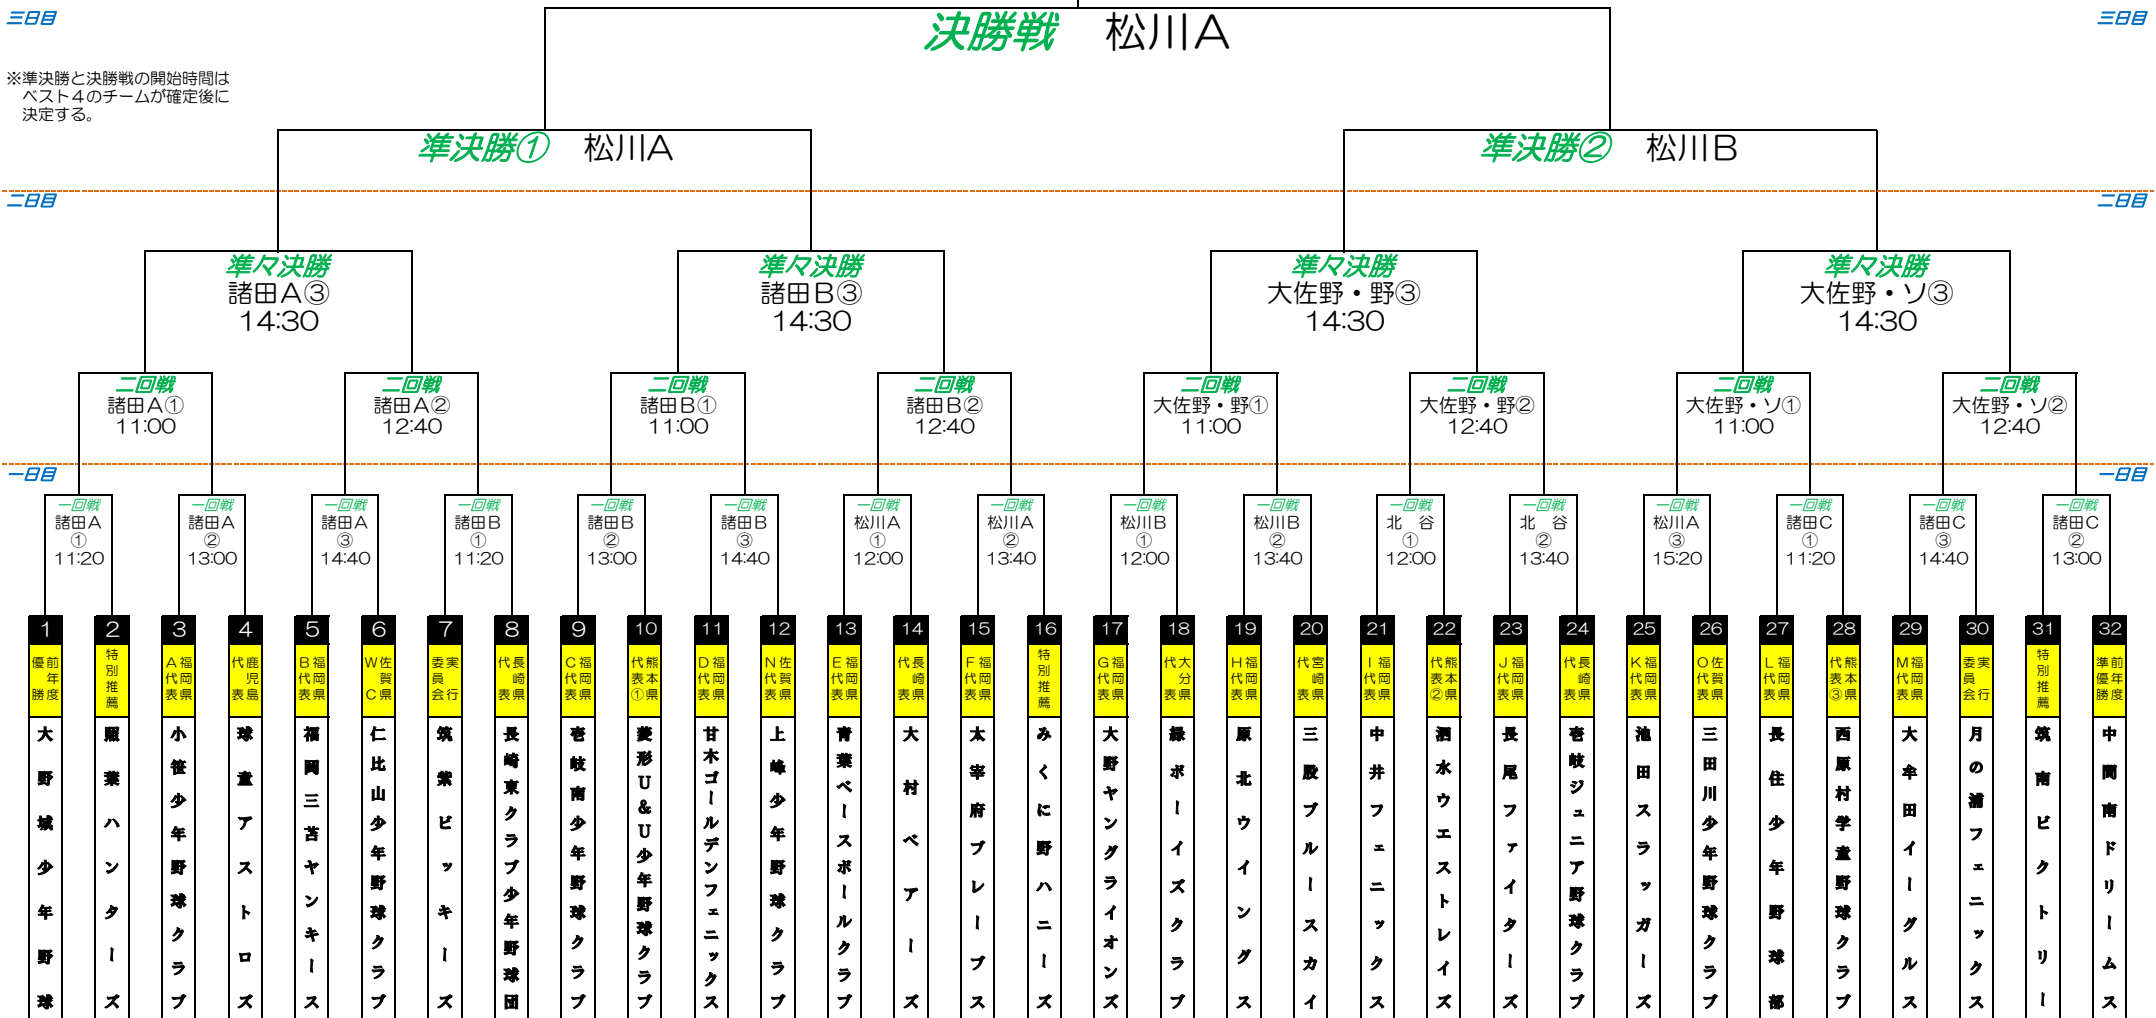 三日目
決勝戦 松川A
三日目
※準決勝と決勝戦の開始時間は
ベスト4のチームが確定後に
決定する。
準決勝① 松川A
準決勝② 松川B
二日目
二日目
準々決勝
諸田A③
14:30
準々決勝
諸田B③
14:30
準々決勝
大佐野・野③
14:30
準々決勝
大佐野・ソ③
14:30
二回戦
諸田A①
11:00
二回戦
諸田A②
12:40
二回戦
諸田B①
11:00
二回戦
諸田B②
12:40
二回戦
大佐野・野①
11:00
二回戦
大佐野・野②
12:40
二回戦
大佐野・ソ①
11:00
二回戦
大佐野・ソ②
12:40
一日目
一日目
一回戦
諸田A
①
11:20
一回戦
諸田A
②
13:00
一回戦
諸田A
③
14:40
一回戦
諸田B
①
11:20
一回戦
諸田B
②
13:00
一回戦
諸田B
③
14:40
一回戦
松川A
①
12:00
一回戦
松川A
②
13:40
一回戦
松川B
①
12:00
一回戦
松川B
②
13:40
一回戦
北 谷
①
12:00
一回戦
北 谷
②
13:40
一回戦
松川A
③
15:20
一回戦
諸田C
①
11:20
一回戦
諸田C
③
14:40
一回戦
諸田C
②
13:00
1
前年度
優勝
大野城少年野球
2
特別推薦
照葉ハンターズ
3
福岡県
A代表
小笹少年野球クラブ
4
鹿児島
代表
球童アストロズ
5
福岡県
B代表
福岡三苫ヤンキース
6
佐賀県
WC
仁比山少年野球クラブ
7
実行
委員会
筑紫ビッキーズ
8
長崎県
代表
長崎東クラブ少年野球団
9
福岡県
C代表
壱岐南少年野球クラブ
10
熊本県
代表①
菱形U&U少年野球クラブ
11
福岡県
D代表
甘木ゴールデンフェニックス
12
佐賀県
N代表
上峰少年野球クラブ
13
福岡県
E代表
青葉ベースボールクラブ
14
長崎県
代表
大村ベアーズ
15
福岡県
F代表
太宰府ブレーブス
16
特別推薦
みくに野ハニーズ
17
福岡県
G代表
大野ヤングライオンズ
18
大分県
代表
緑ボーイズクラブ
19
福岡県
H代表
原北ウイングス
20
宮崎県
代表
三股ブルースカイ
21
福岡県
I代表
中井フェニックス
22
熊本県
代表②
泗水ウエストレイズ
23
福岡県
J代表
長尾ファイターズ
24
長崎県
代表
壱岐ジュニア野球クラブ
25
福岡県
K代表
池田スラッガーズ
26
佐賀県
O代表
三田川少年野球クラブ
27
福岡県
L代表
長住少年野球部
28
熊本県
代表③
西原村学童野球クラブ
29
福岡県
M代表
大牟田イーグルス
30
実行
委員会
月の浦フェニックス
31
特別推薦
筑南ビクトリー
32
前年度
準優勝
中間南ドリームス